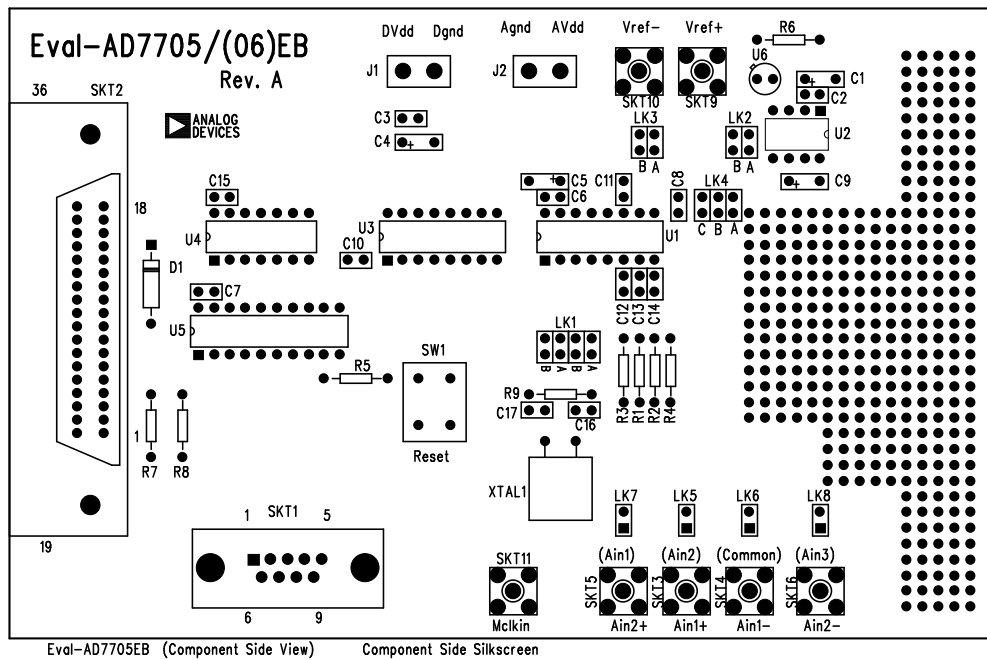 Eval-AD7705/(06)EB
Rev. A
DVdd Dgnd
Agnd AVdd
Vref- Vref+
R6
J1
J2
U6
36 SKT2
SKT10 SKT9
C1
C2
ANALOG
DEVICES
C3
C4
LK3
LK2
U2
B A
B A
C15
C5
C6
C11
C8
LK4
C9
18
U4
U3
U1
C B A
C10
D1
C7
C12
C13
C14
U5
LK1
B A B A
R5
SW1
R9
C17
C16
R3
R1
R2
R4
1
R7
R8
Reset
XTAL1
LK7
LK5
LK6
LK8
1 SKT1 5
19
SKT11
(Ain1)
(Ain2)
(Common)
(Ain3)
SKT5
SKT3
SKT4
SKT6
6 9
Mclkin
Ain2+
Ain1+
Ain1-
Ain2-
Eval-AD7705EB (Component Side View)
Component Side Silkscreen